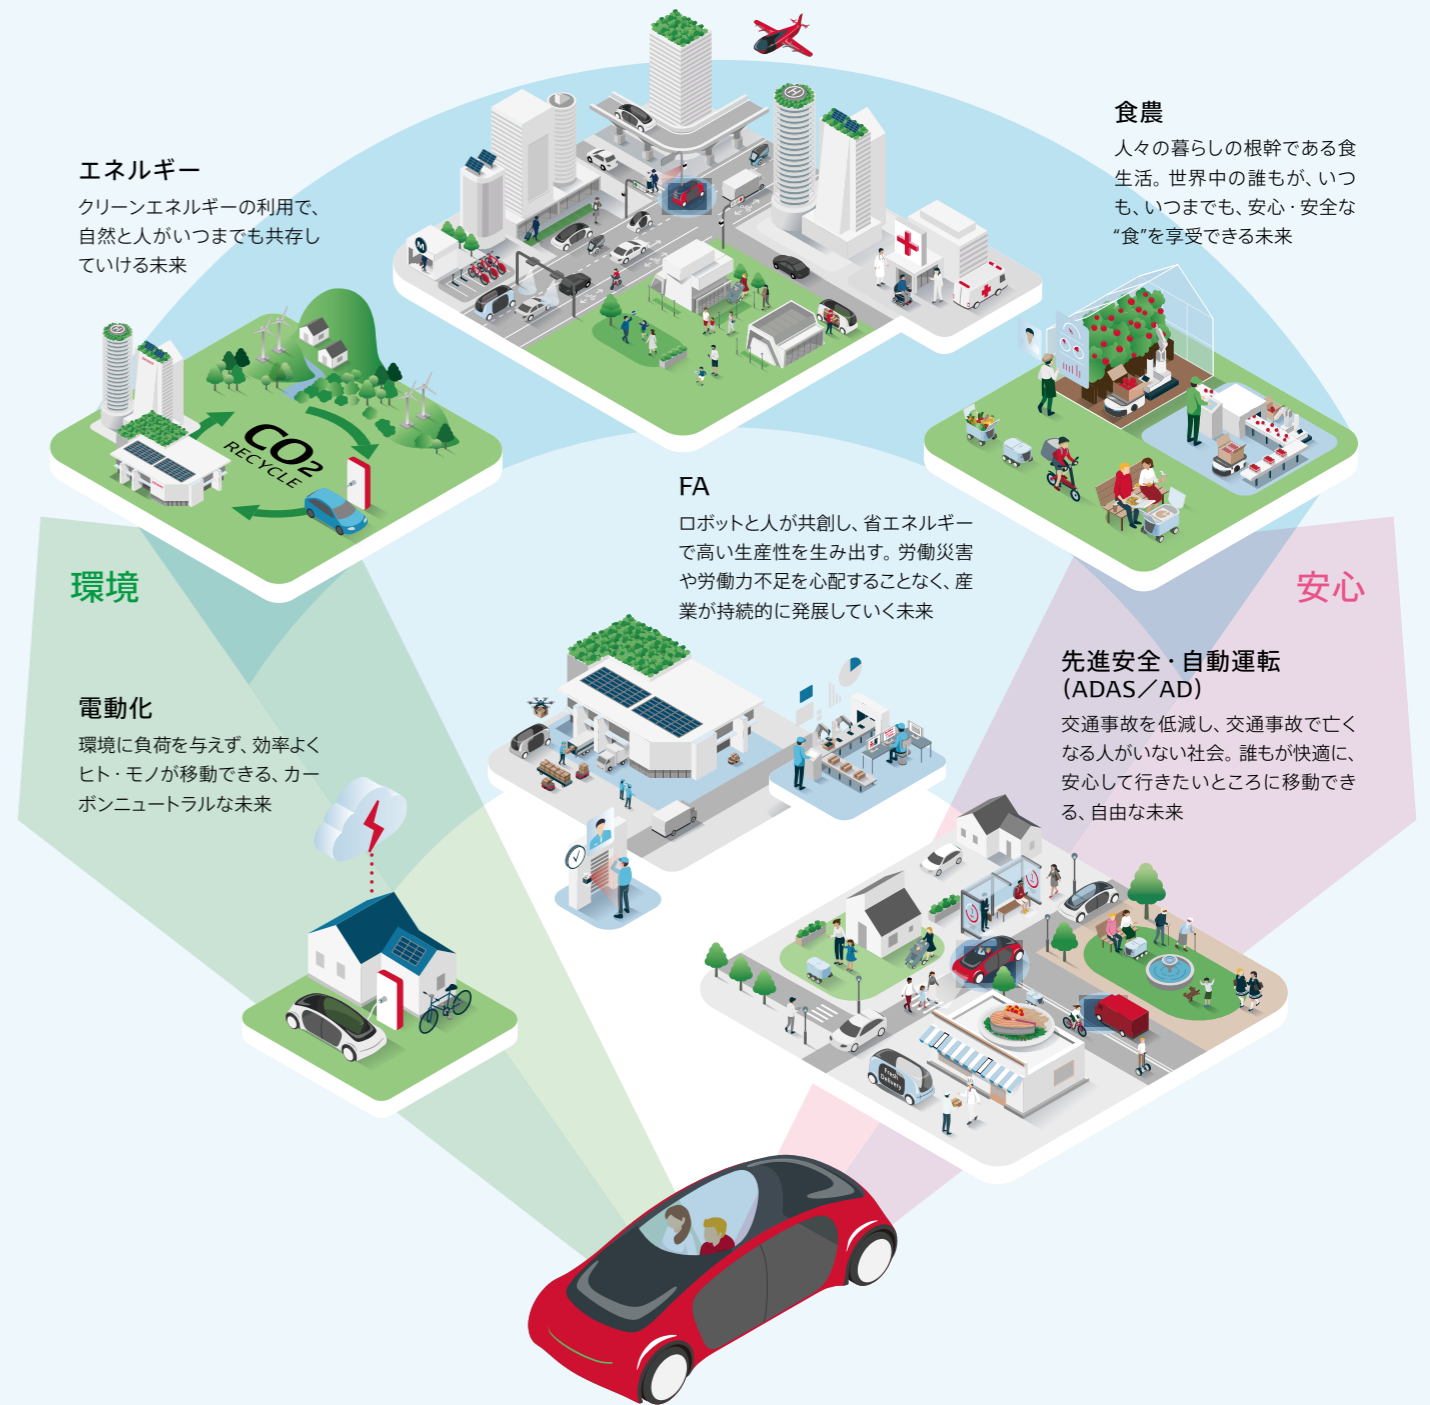 エネルギー
クリーンエネルギーの利用で、
自然と人がいつまでも共存し
ていける未来
食農
人々の暮らしの根幹である食
生活。世界中の誰もが、いつ
も、いつまでも、安心・安全な
“食”を享受できる未来
M
H
H
CO2
RECYCLE
FA
ロボットと人が共創し、省エネルギー
で高い生産性を生み出す。労働災害
や労働力不足を心配することなく、産
業が持続的に発展していく未来
環境
安心
電動化
環境に負荷を与えず、効率よく
ヒト・モノが移動できる、カー
ボンニュートラルな未来
先進安全・自動運転
(ADAS／AD)
交通事故を低減し、交通事故で亡く
なる人がいない社会。誰もが快適に、
安心して行きたいところに移動でき
る、自由な未来
Fresh
Delivery